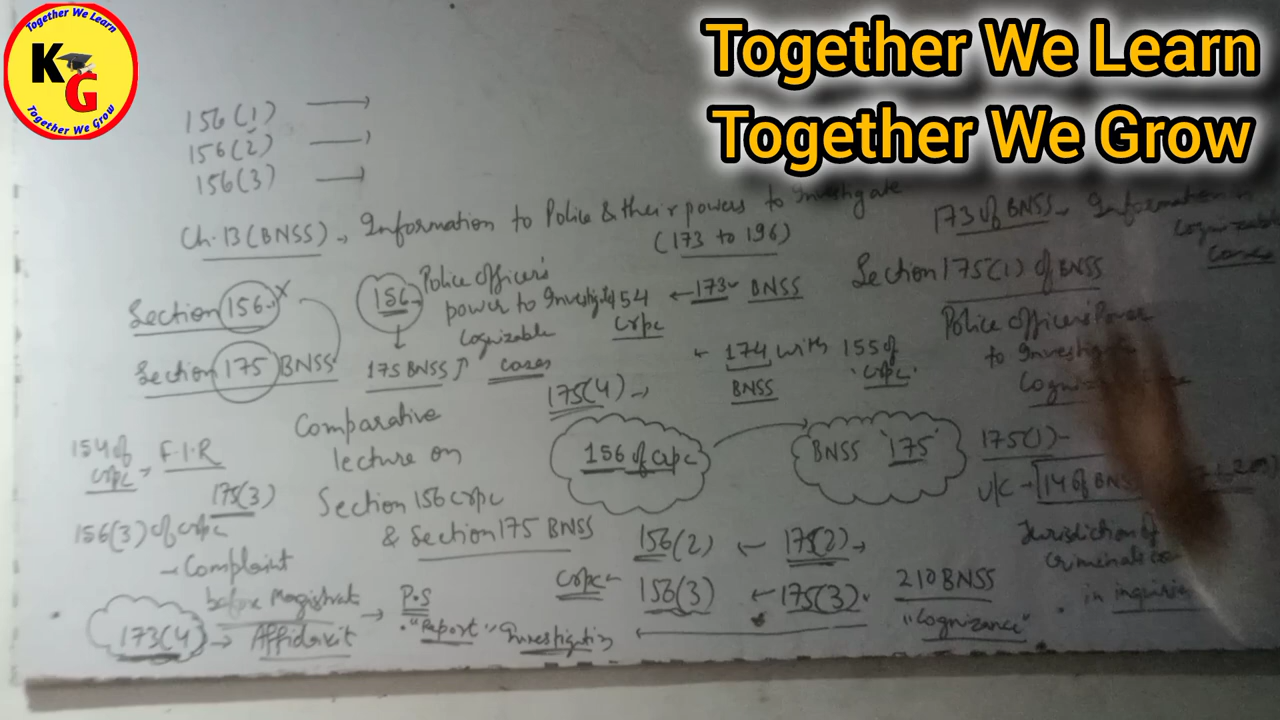 Together We Learn
KG
Together We Grow
Together We Learn
Together We Grow
156(1) →
156(2) →
156(3) →
Ch. 13 (BNSS) → Information to Police & their powers to Investigate
(173 to 196)
173 of BNSS → Information in
Cognizable
Cases
Section 156 x
Section 175 BNSS
156 → Police officer's
power to Investigate
Cognizable
cases
175 BNSS
154 ← 173 BNSS
Crpc
174 with 155 of
BNSS
'Crpc'
Section 175(1) of BNSS
Police officer's Power
to Investigate
175(4) →
Comparative
lecture on
Section 156 crpc
& Section 175 BNSS
156 of crpc → BNSS '175'
175(1) -
U/C → 14 of BNSS
Jurisdiction of
criminal
in
154 of
Crpc → F.I.R
175(3)
156(3) of crpc
→ Complaint
before Magistrate
173(4) → Affidavit
→ P.S
"Report" Investigation
156(2) ← 175(2) →
crpc 156(3) ← 175(3).
210 BNSS
"Cognizance"